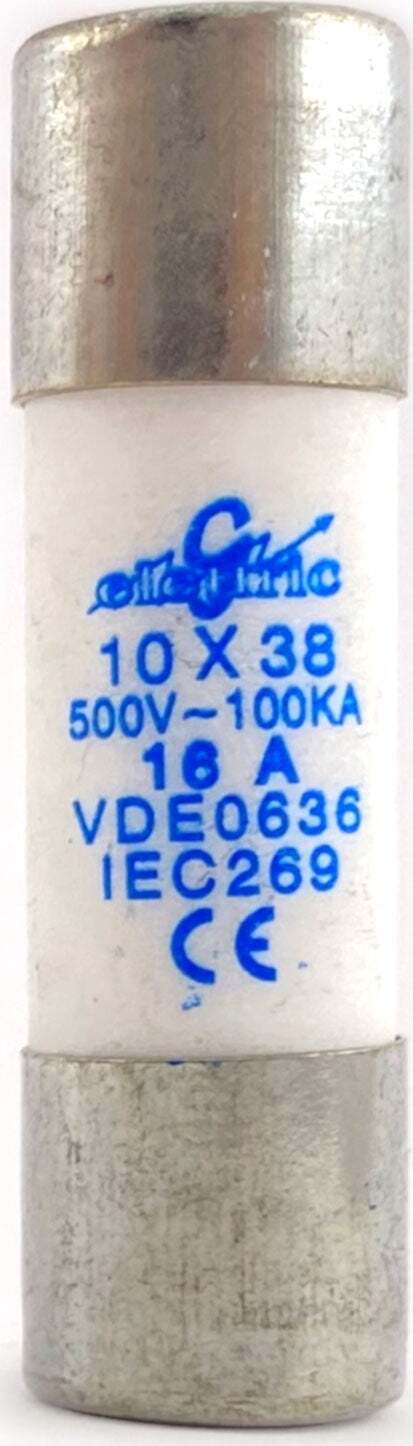 10 X 38
500V~100KA
16 A
VDE0636
IEC269
CE